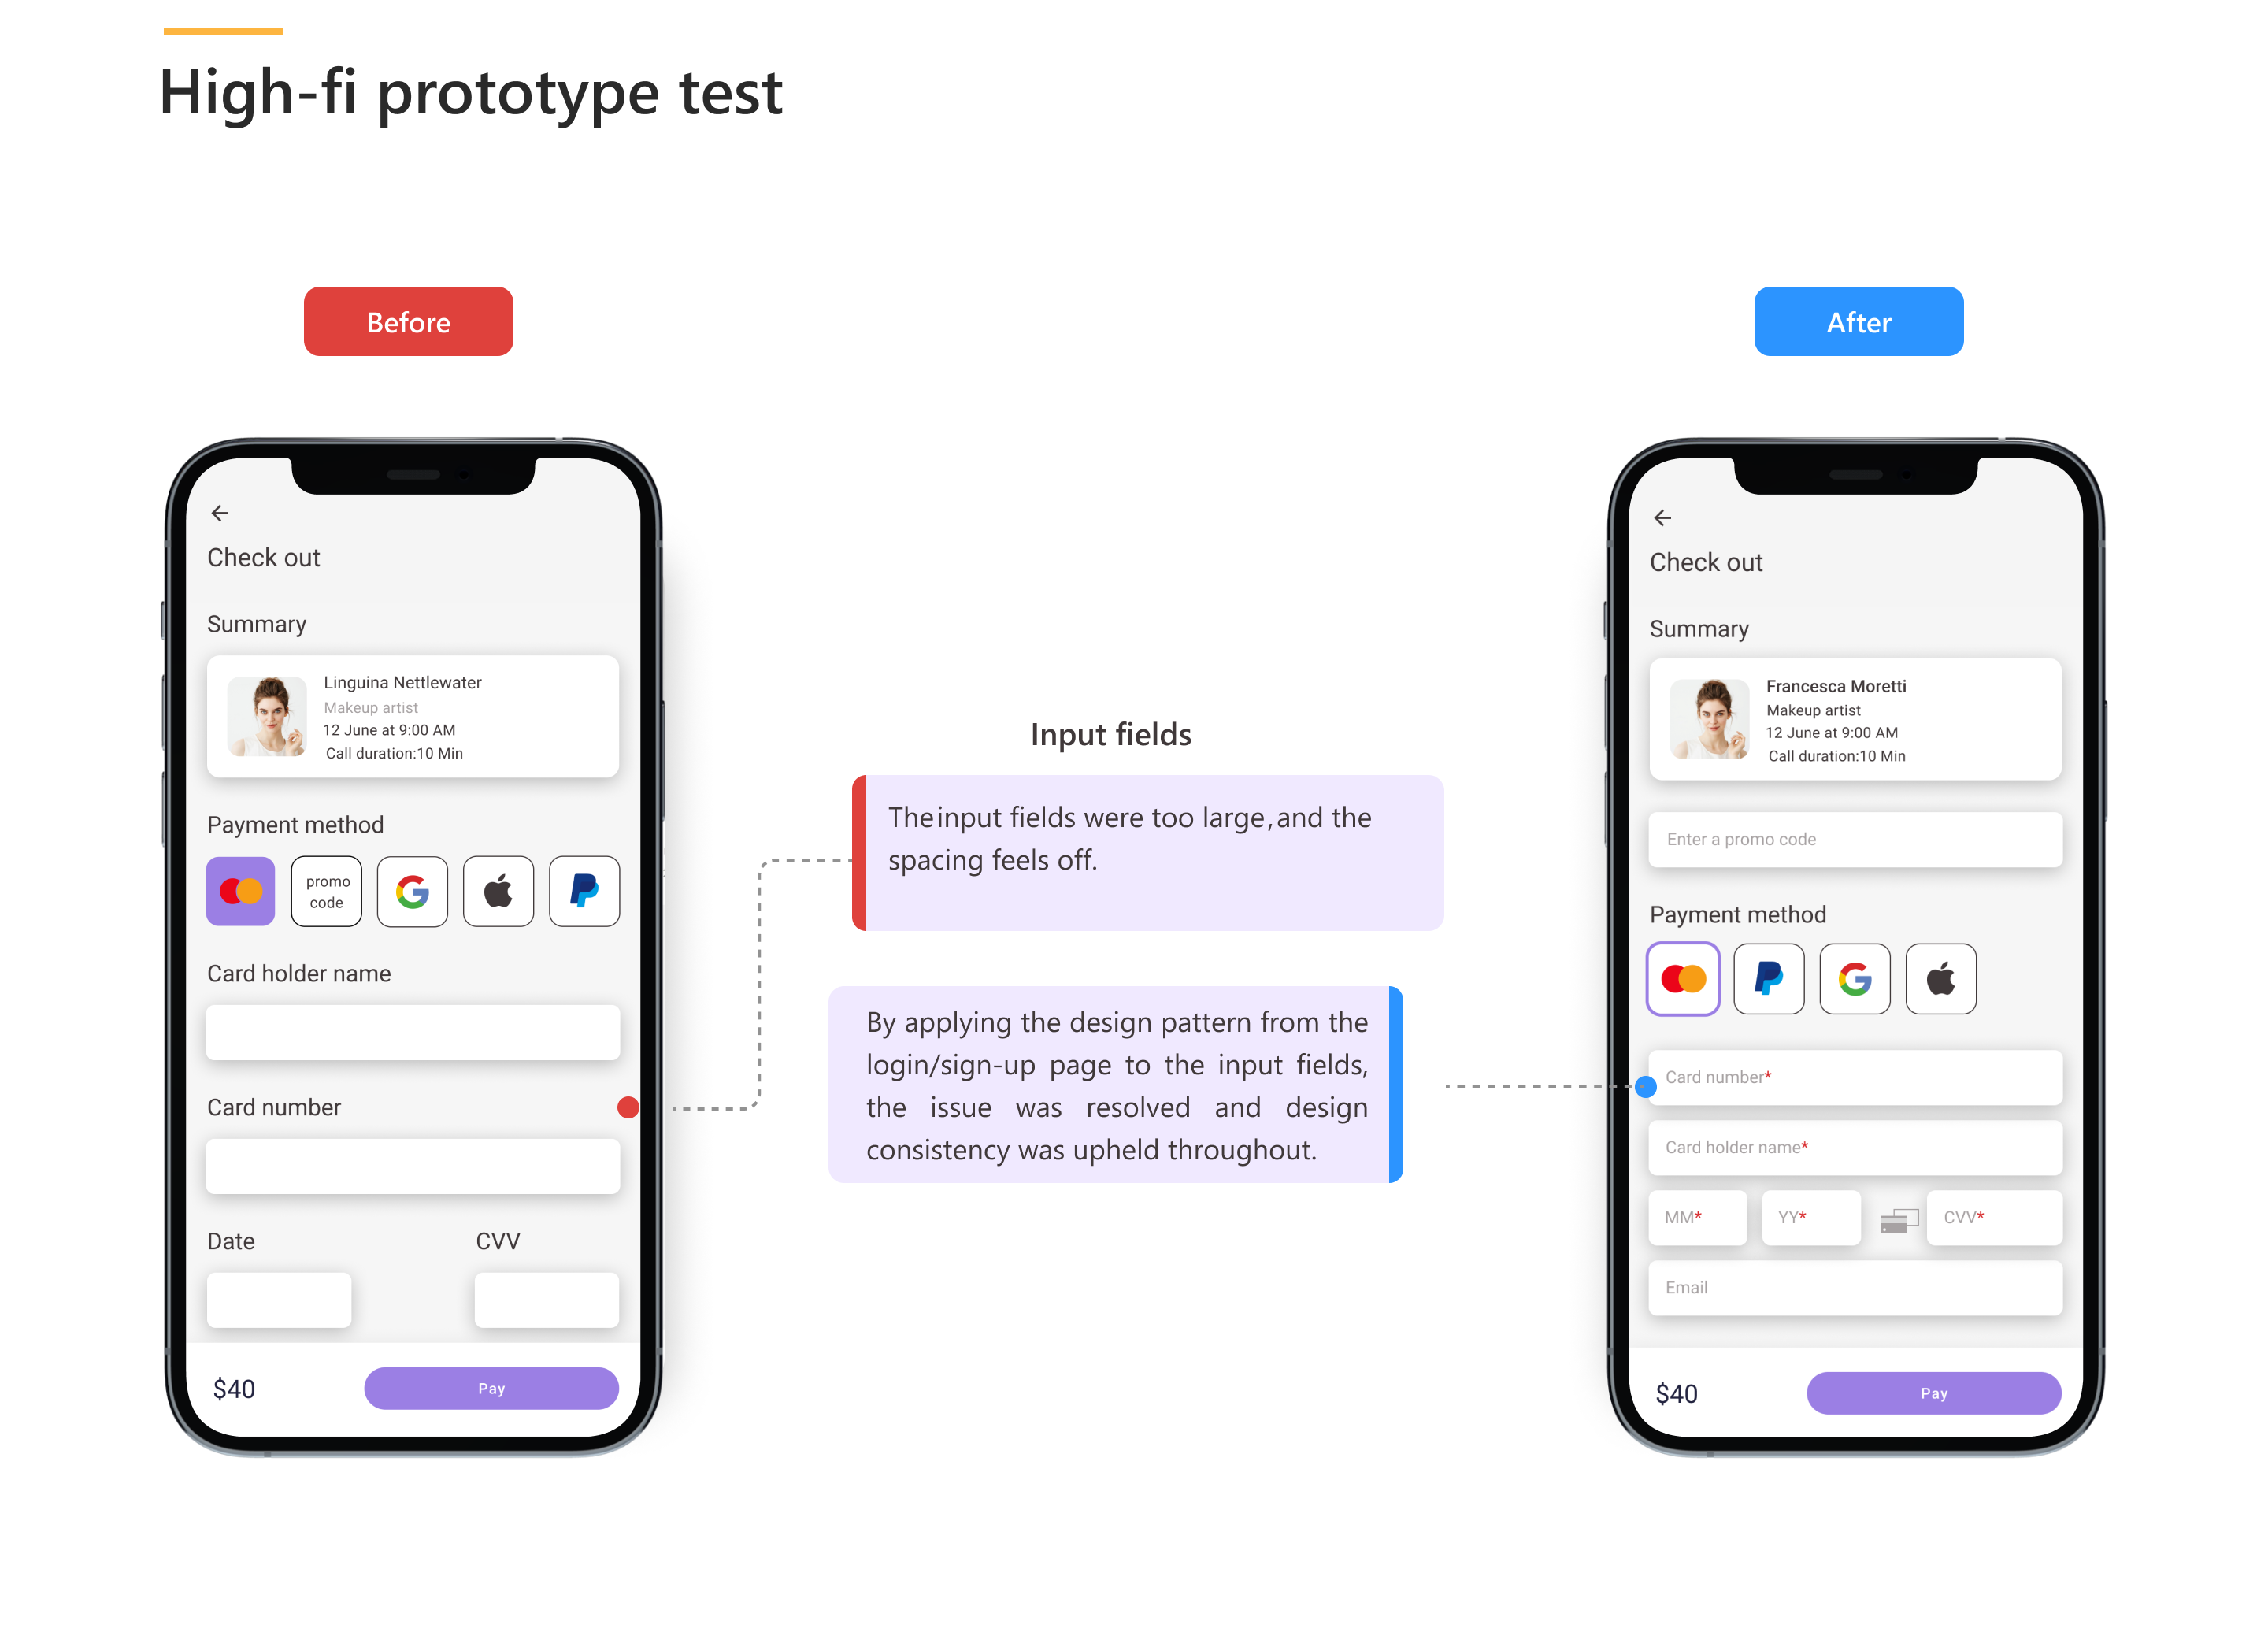 High-fi prototype test
Before
After
Check out
Summary
Linguina Nettlewater
Makeup artist
12 June at 9:00 AM
Call duration:10 Min
Payment method
promo
code
Card holder name
Card number
Date
CVV
$40
Pay
Input fields
The input fields were too large, and the
spacing feels off.
By applying the design pattern from the
login/sign-up page to the input fields,
the issue was resolved and design
consistency was upheld throughout.
Check out
Summary
Francesca Moretti
Makeup artist
12 June at 9:00 AM
Call duration:10 Min
Enter a promo code
Payment method
Card number*
Card holder name*
MM*
YY*
CVV*
Email
$40
Pay